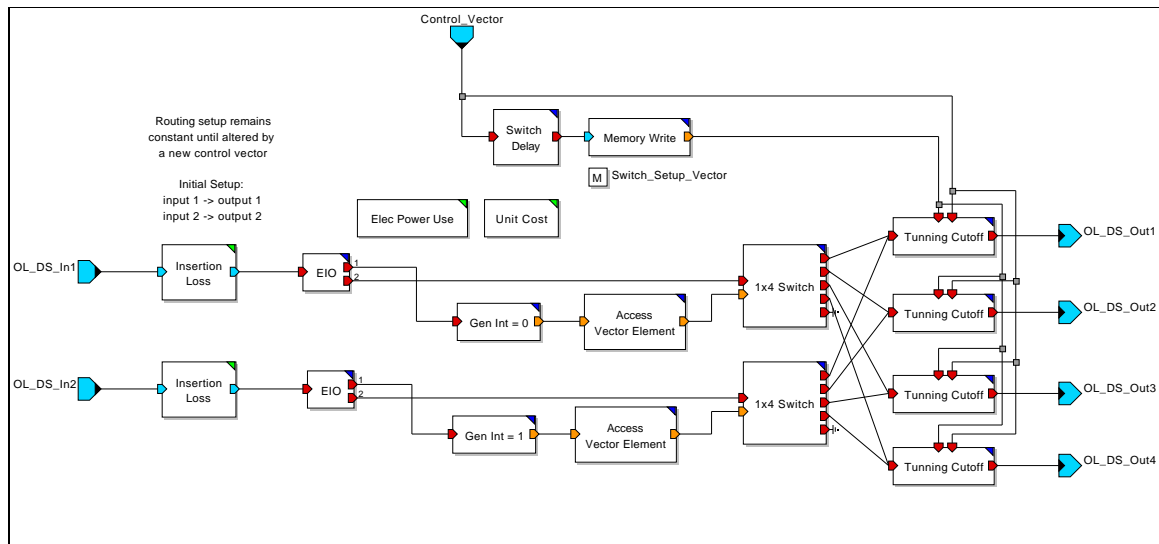 Control_Vector
Routing setup remains
constant until altered by
a new control vector
Switch
Delay
Memory Write
M
Switch_Setup_Vector
Initial Setup:
input 1 -> output 1
input 2 -> output 2
Elec Power Use
Unit Cost
Tunning Cutoff
OL_DS_Out1
OL_DS_In1
Insertion
Loss
EIO
1
2
1x4 Switch
Gen Int = 0
Access
Vector Element
Tunning Cutoff
OL_DS_Out2
OL_DS_In2
Insertion
Loss
EIO
1
2
1x4 Switch
Gen Int = 1
Access
Vector Element
Tunning Cutoff
OL_DS_Out3
Tunning Cutoff
OL_DS_Out4